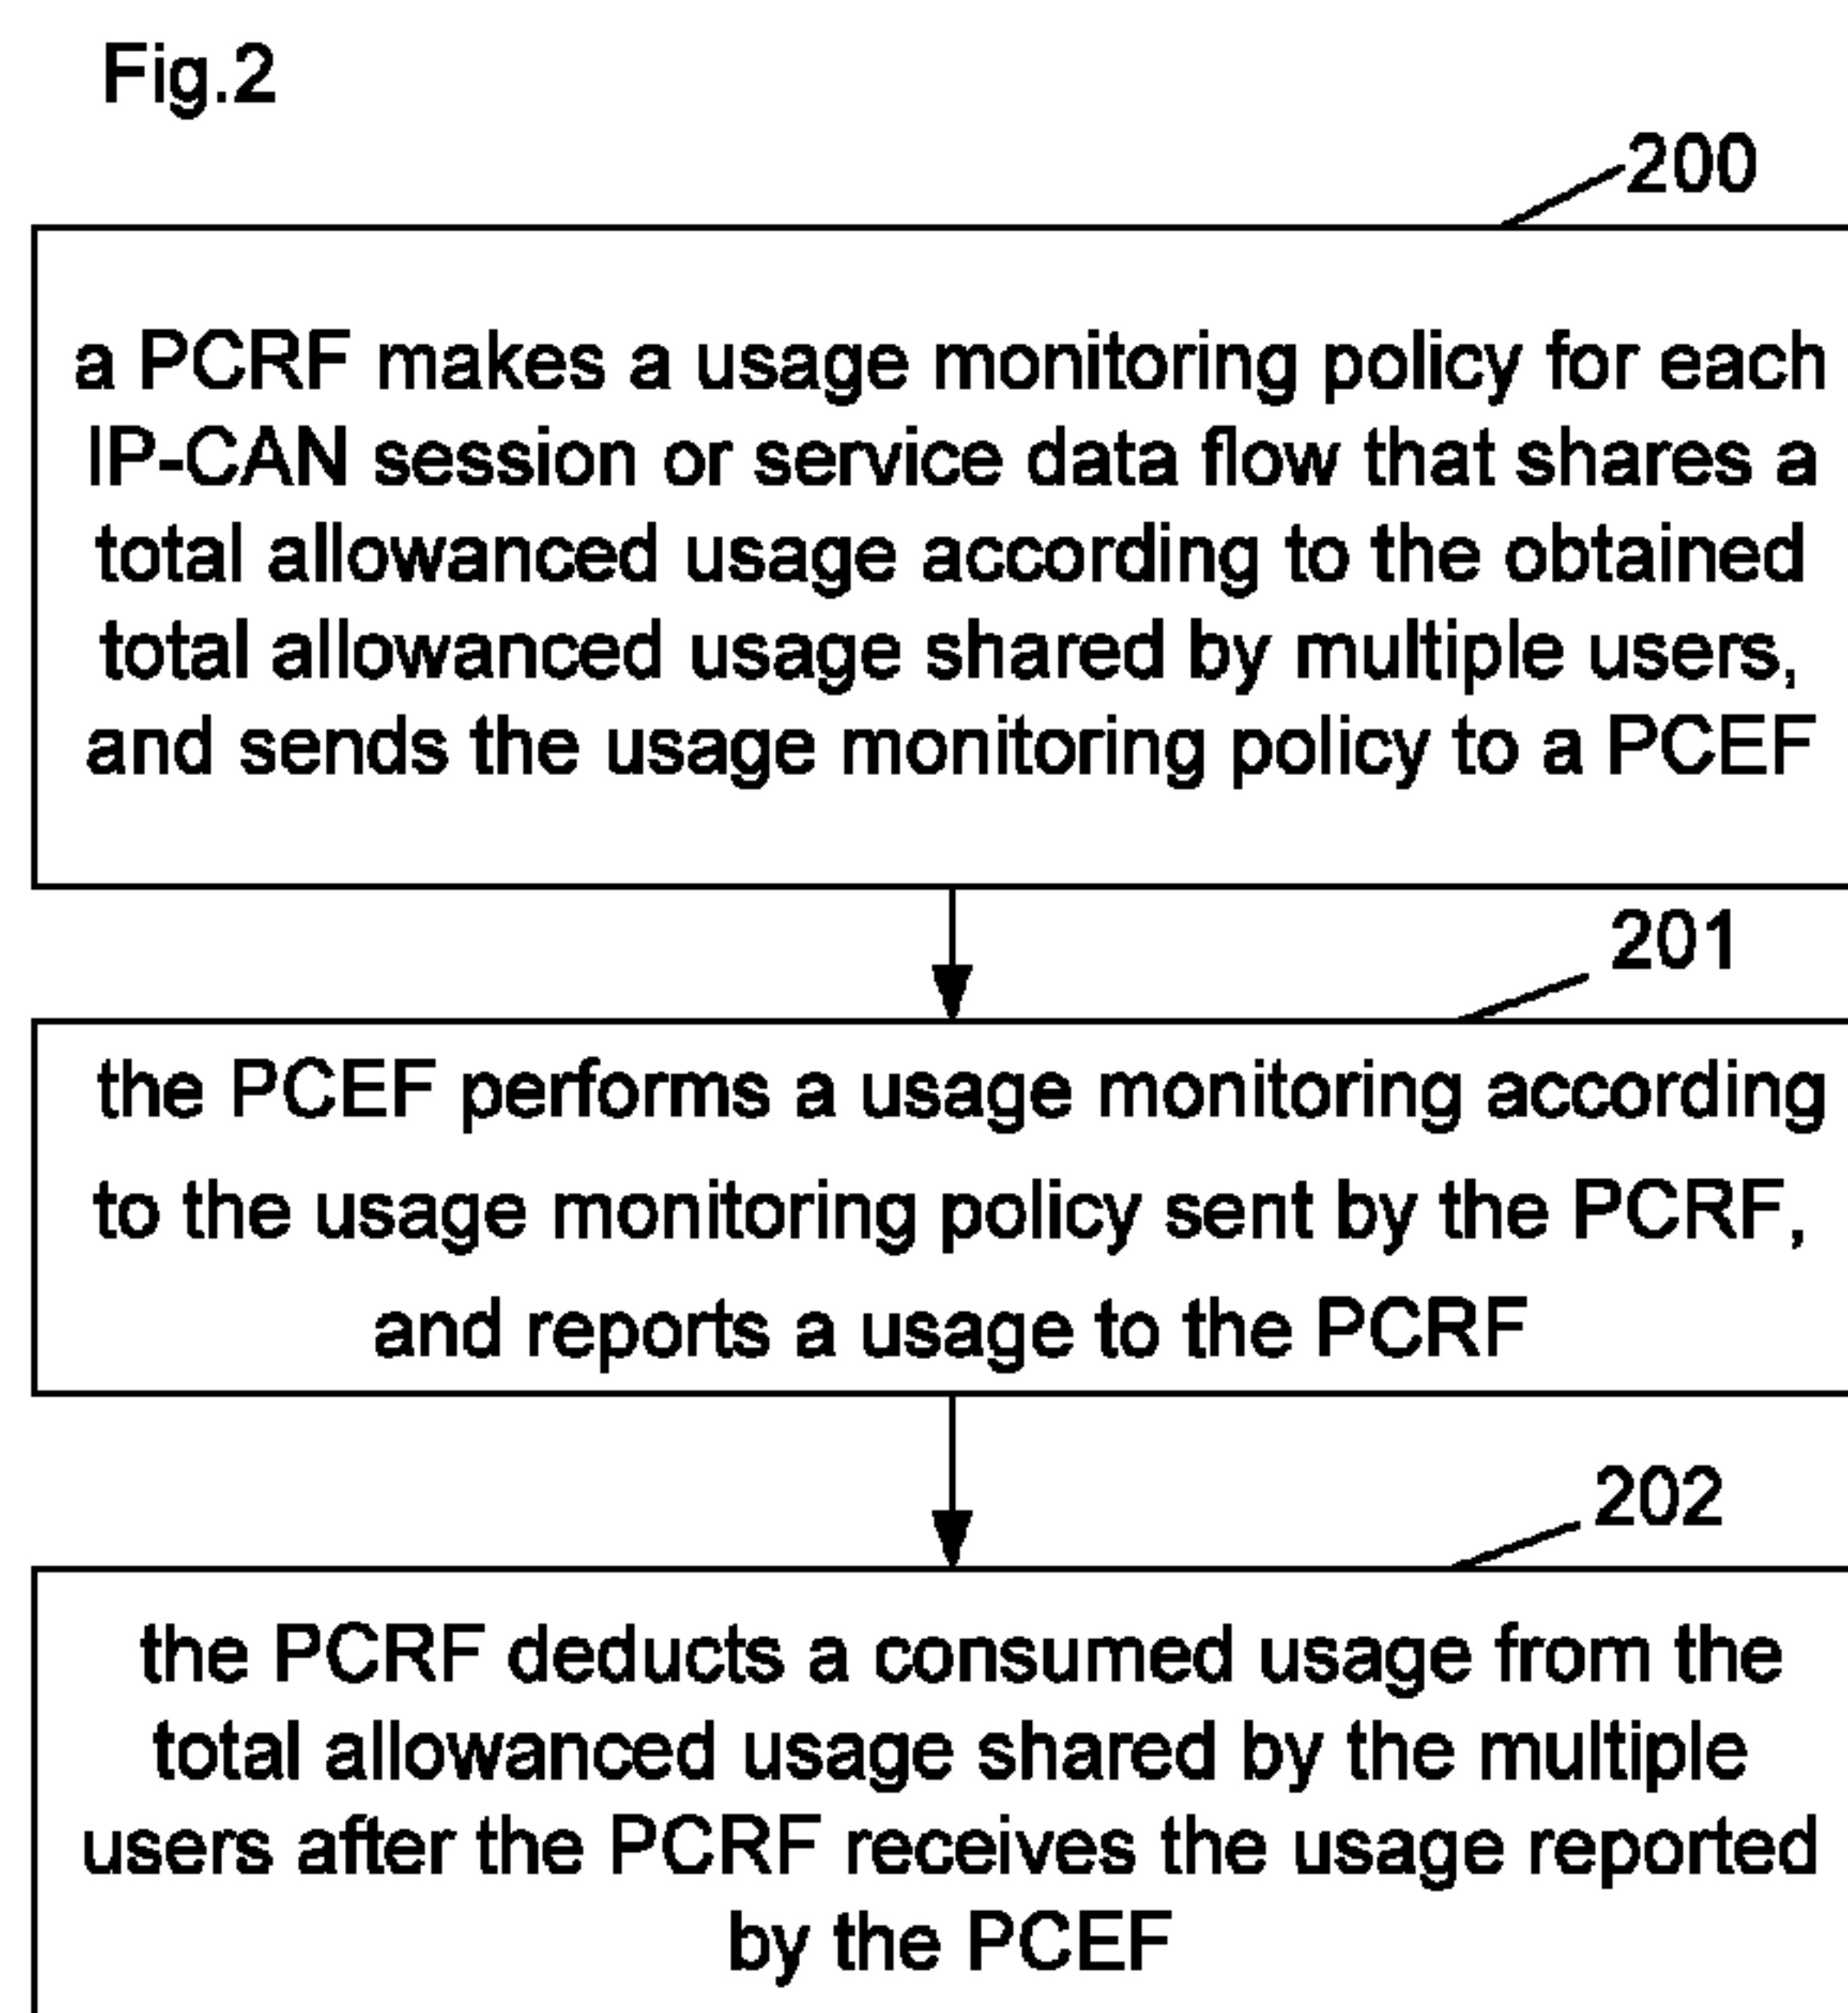 Fig.2
200
a PCRF makes a usage monitoring policy for each
IP-CAN session or service data flow that shares a
total allowanced usage according to the obtained
total allowanced usage shared by multiple users,
and sends the usage monitoring policy to a PCEF
201
the PCEF performs a usage monitoring according
to the usage monitoring policy sent by the PCRF,
and reports a usage to the PCRF
202
the PCRF deducts a consumed usage from the
total allowanced usage shared by the multiple
users after the PCRF receives the usage reported
by the PCEF